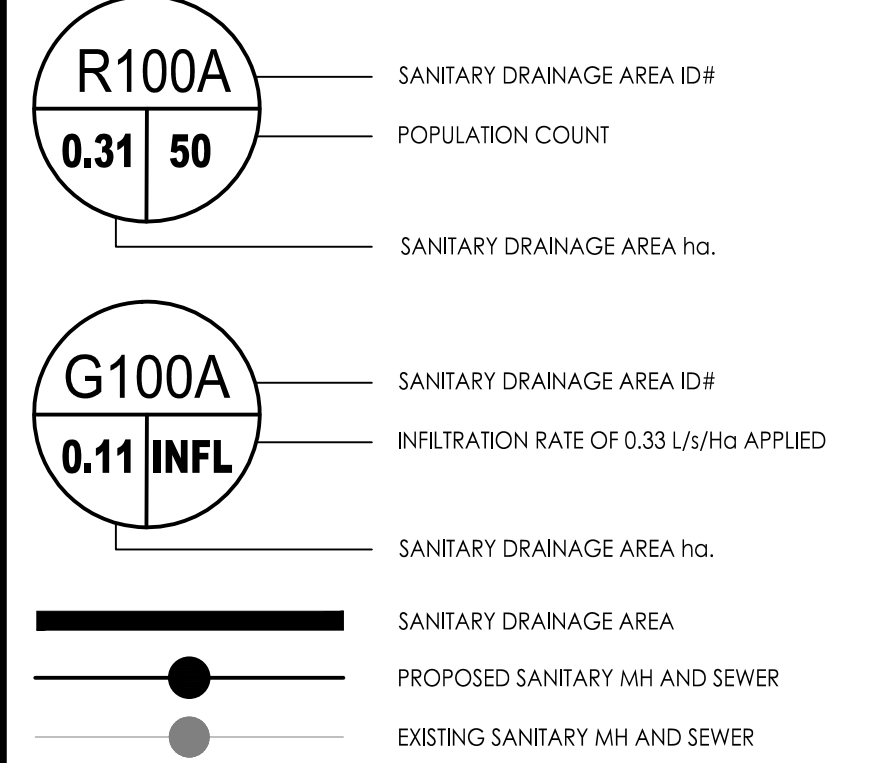 R100A
SANITARY DRAINAGE AREA ID#
0.31 50
POPULATION COUNT
SANITARY DRAINAGE AREA ha.
G100A
SANITARY DRAINAGE AREA ID#
0.11 INFL
INFILTRATION RATE OF 0.33 L/s/Ha APPLIED
SANITARY DRAINAGE AREA ha.
SANITARY DRAINAGE AREA
PROPOSED SANITARY MH AND SEWER
EXISTING SANITARY MH AND SEWER